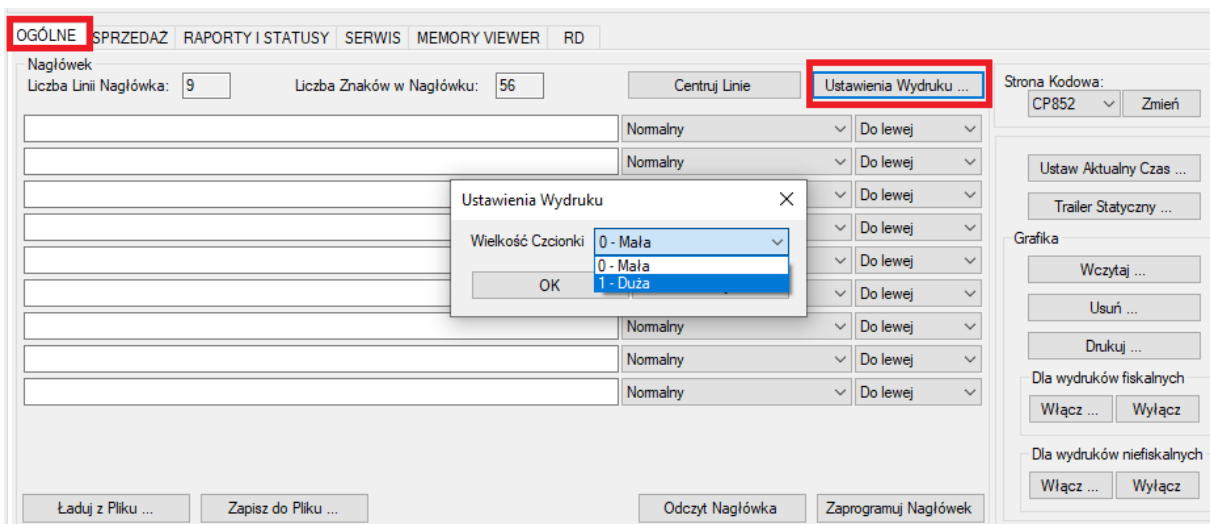 OGÓLNE SPRZEDAŻ RAPORTY I STATUSY SERWIS MEMORY VIEWER RD
Nagłówek
Liczba Linii Nagłówka: 9 Liczba Znaków w Nagłówku: 56 Centruj Linie Ustawienia Wydruku ...
Strona Kodowa:
CP852 Zmień
Normalny Do lewej
Normalny Do lewej
Do lewej
Do lewej
Do lewej
Do lewej
Normalny Do lewej
Normalny Do lewej
Normalny Do lewej
Ustawienia Wydruku
Wielkość Czcionki 0 - Mała
0 - Mała
1 - Duża
OK
Ustaw Aktualny Czas ...
Trailer Statyczny ...
Grafika
Wczytaj ...
Usuń ...
Drukuj ...
Dla wydruków fiskalnych
Włącz ... Wyłącz
Dla wydruków niefiskalnych
Włącz ... Wyłącz
Ładuj z Pliku ... Zapisz do Pliku ... Odczyt Nagłówka Zaprogramuj Nagłówek